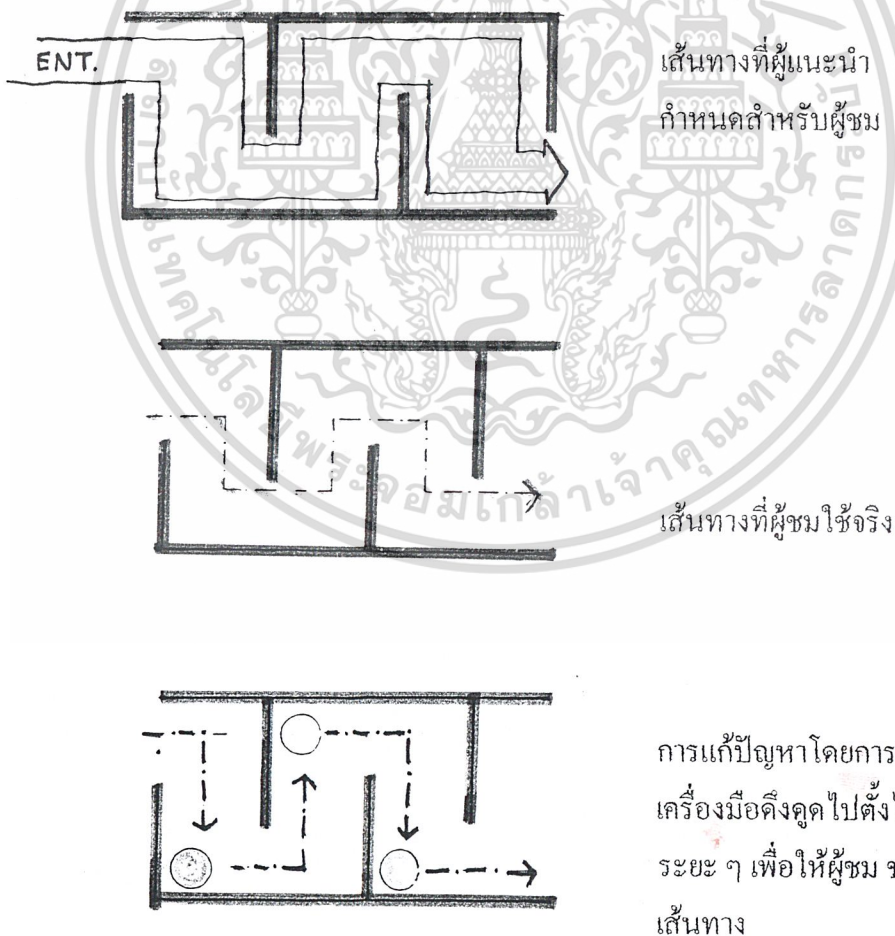 ENT.
เส้นทางที่ผู้แนะนำ
กำหนดสำหรับผู้ชม
เส้นทางที่ผู้ชมใช้จริง
การแก้ปัญหาโดยการ
เครื่องมือดึงดูดไปตั้ง
ระยะ ๆ เพื่อให้ผู้ชม
เส้นทาง